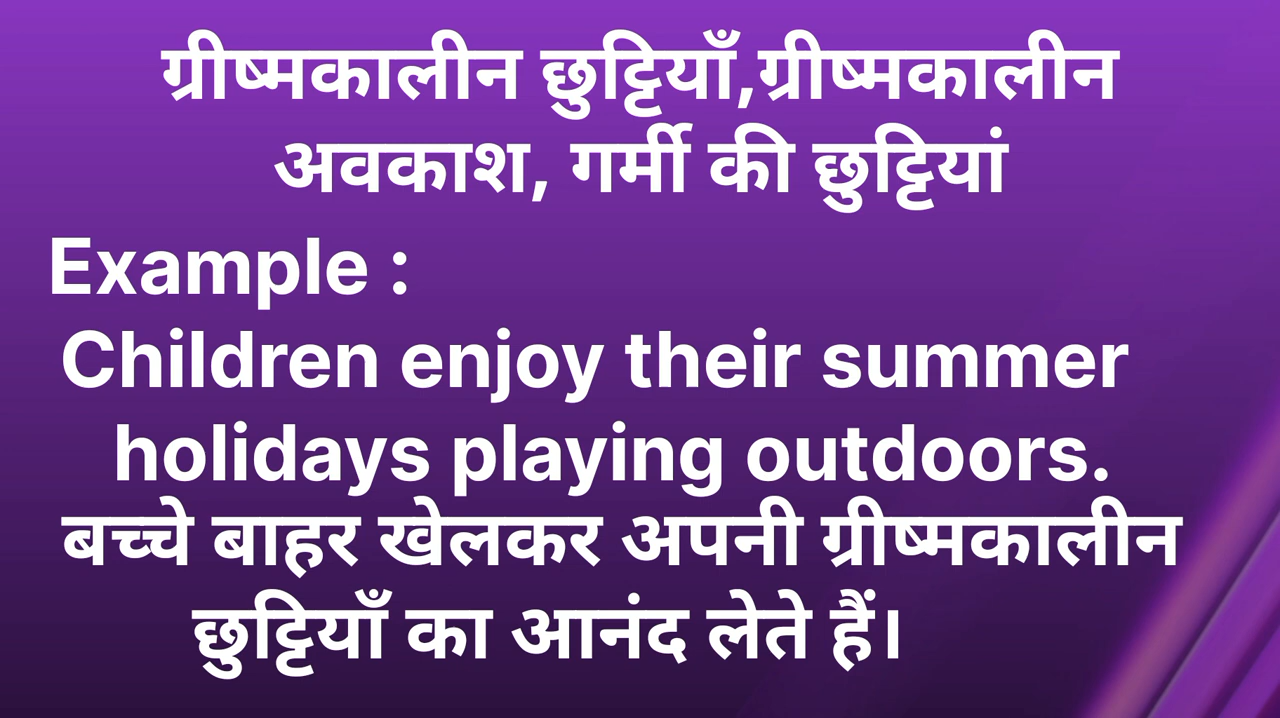 ग्रीष्मकालीन छुट्टियाँ,ग्रीष्मकालीन
अवकाश, गर्मी की छुट्टियां
Example :
Children enjoy their summer
holidays playing outdoors.
बच्चे बाहर खेलकर अपनी ग्रीष्मकालीन
छुट्टियाँ का आनंद लेते हैं।